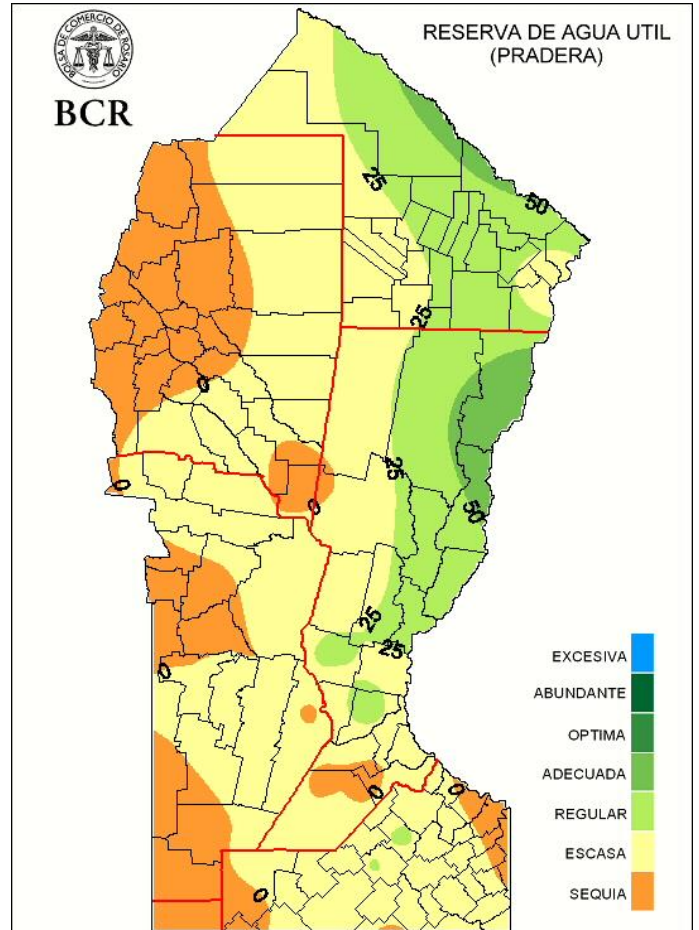 BOLSA DE COMERCIO DE ROSARIO
BCR
RESERVA DE AGUA UTIL
(PRADERA)
25
50
25
0
25
0
0
50
25
25
0
0
0
0
EXCESIVA
ABUNDANTE
OPTIMA
ADECUADA
REGULAR
ESCASA
SEQUIA